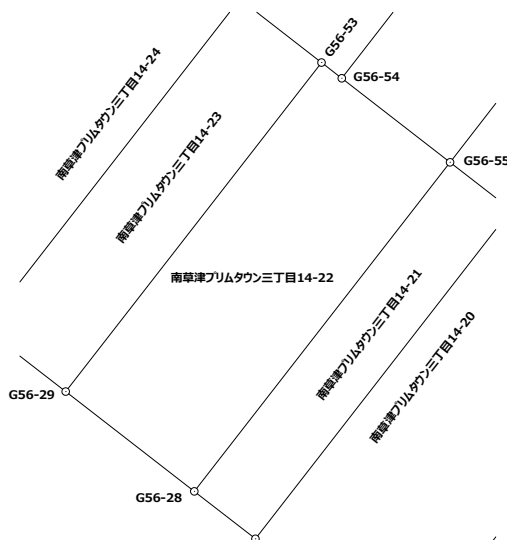 G56-53
G56-54
南草津プリムタウン三丁目14-24
G56-55
南草津プリムタウン三丁目14-23
南草津プリムタウン三丁目14-22
南草津プリムタウン三丁目14-21
南草津プリムタウン三丁目14-20
G56-29
G56-28